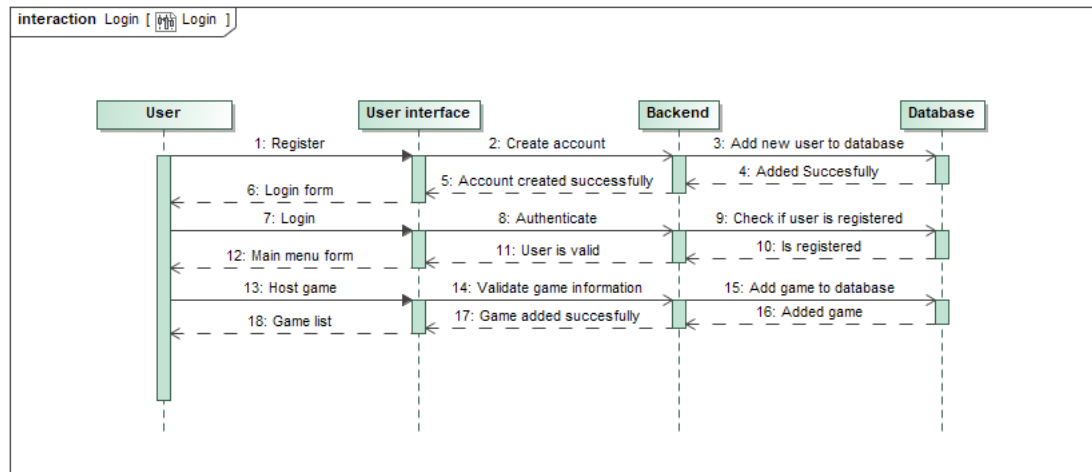 interaction Login [ Login ]
User
User interface
Backend
Database
1: Register
2: Create account
3: Add new user to database
4: Added Succesfully
5: Account created successfully
6: Login form
7: Login
8: Authenticate
9: Check if user is registered
10: Is registered
11: User is valid
12: Main menu form
13: Host game
14: Validate game information
15: Add game to database
16: Added game
17: Game added succesfully
18: Game list